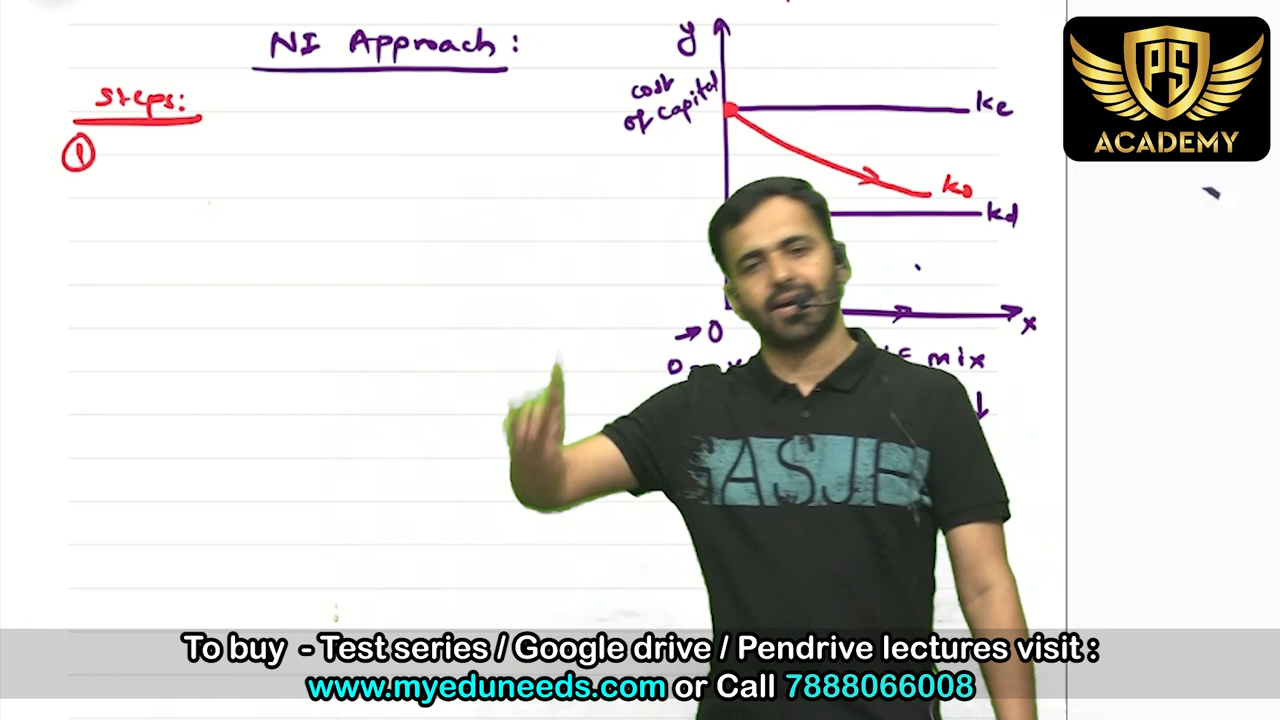 NI Approach:
Steps:
①
y
cost
of capital
ke
ko
kd
→ 0
x
mix
↓
ASJE
PS
ACADEMY
To buy - Test series / Google drive / Pendrive lectures visit :
www.myeduneeds.com or Call 7888066008